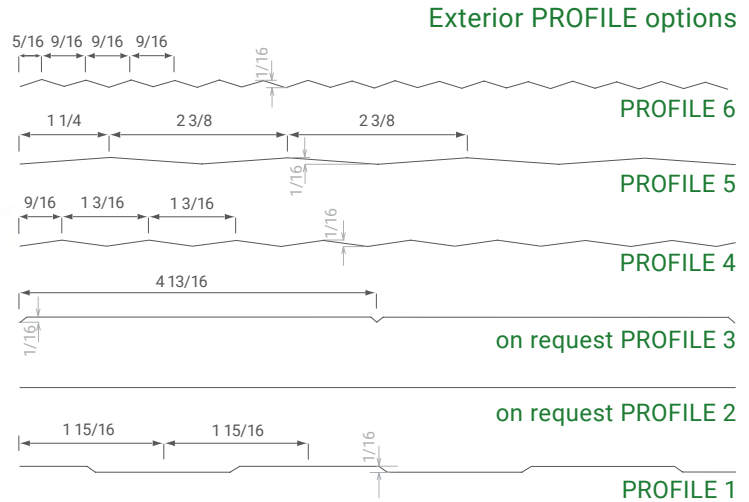 Exterior PROFILE options
5/16 9/16 9/16 9/16
1/16
PROFILE 6
1 1/4 2 3/8 2 3/8
1/16
PROFILE 5
9/16 1 3/16 1 3/16
1/16
PROFILE 4
4 13/16
1/16
on request PROFILE 3
on request PROFILE 2
1 15/16 1 15/16
1/16
PROFILE 1